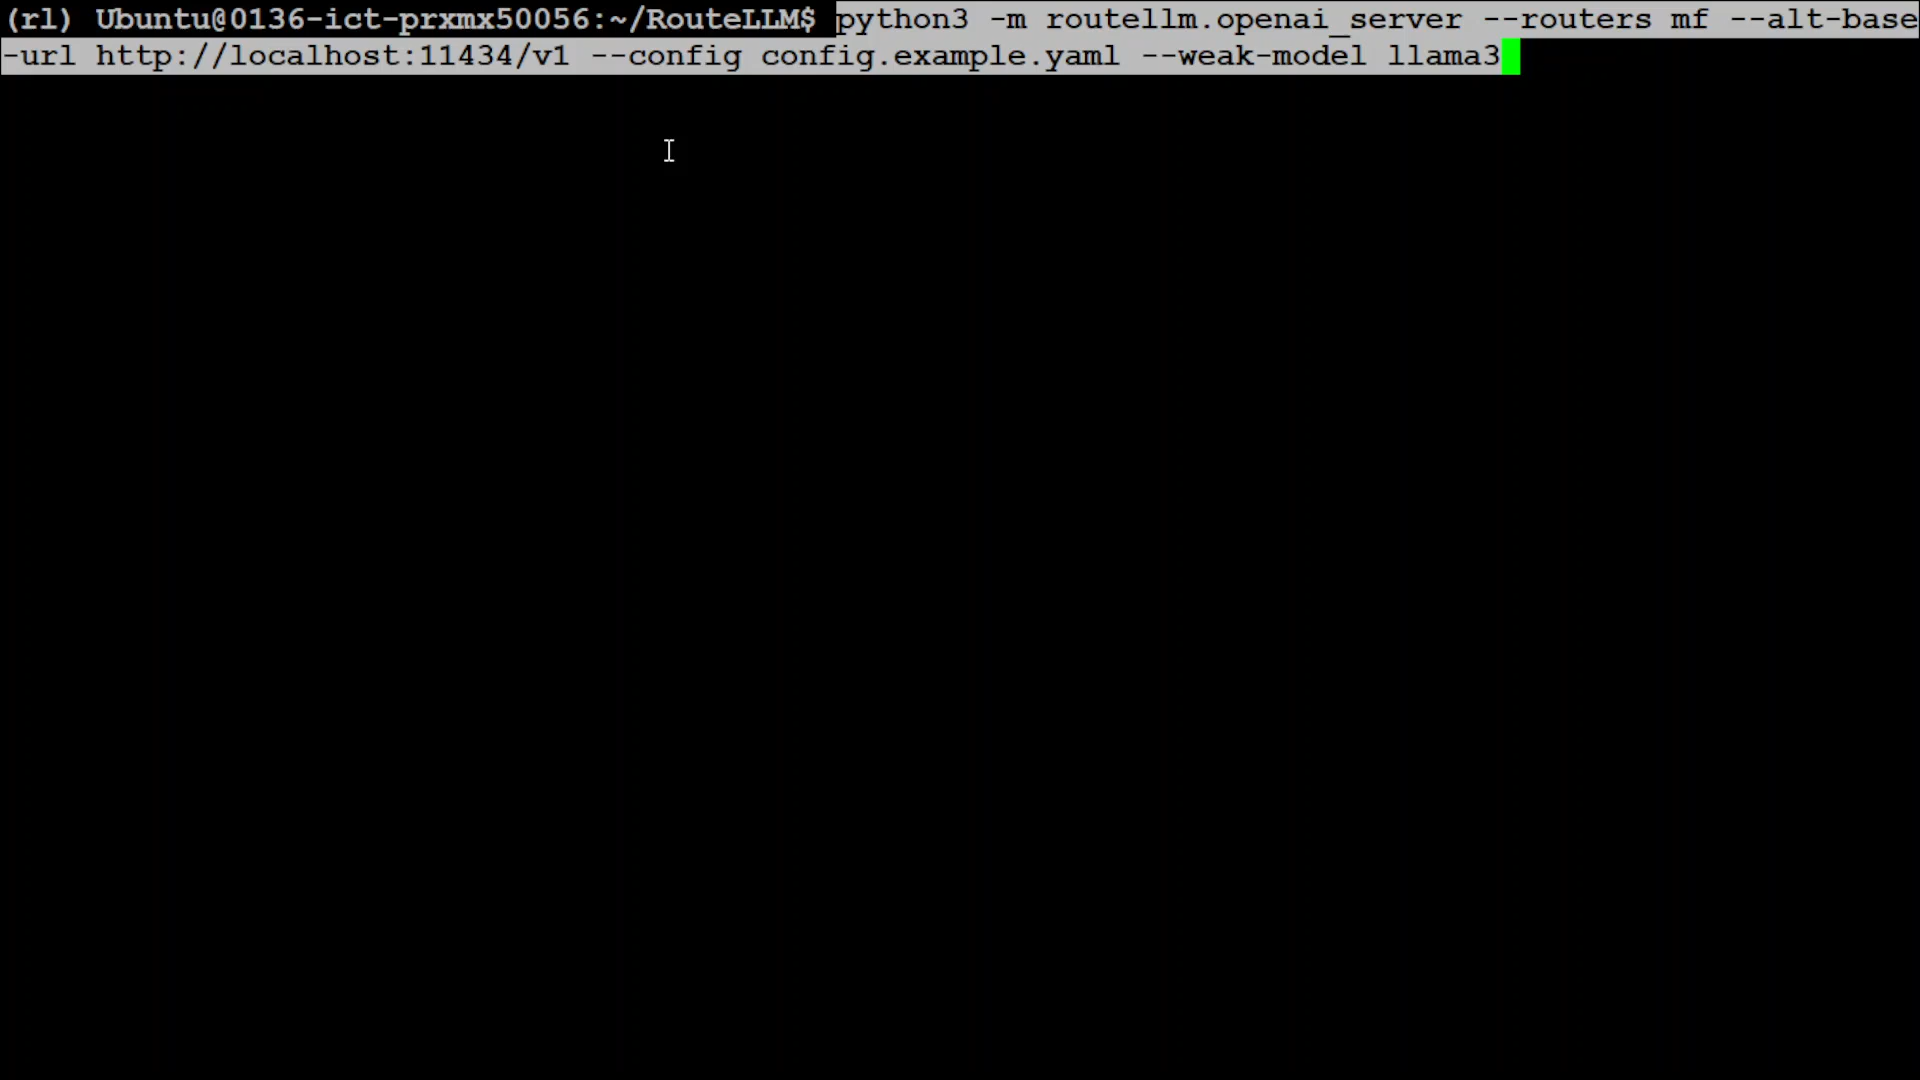 (rl) Ubuntu@0136-ict-prxmx50056:~/RouteLLM$ python3 -m routellm.openai_server --routers mf --alt-base
-url http://localhost:11434/v1 --config config.example.yaml --weak-model llama3